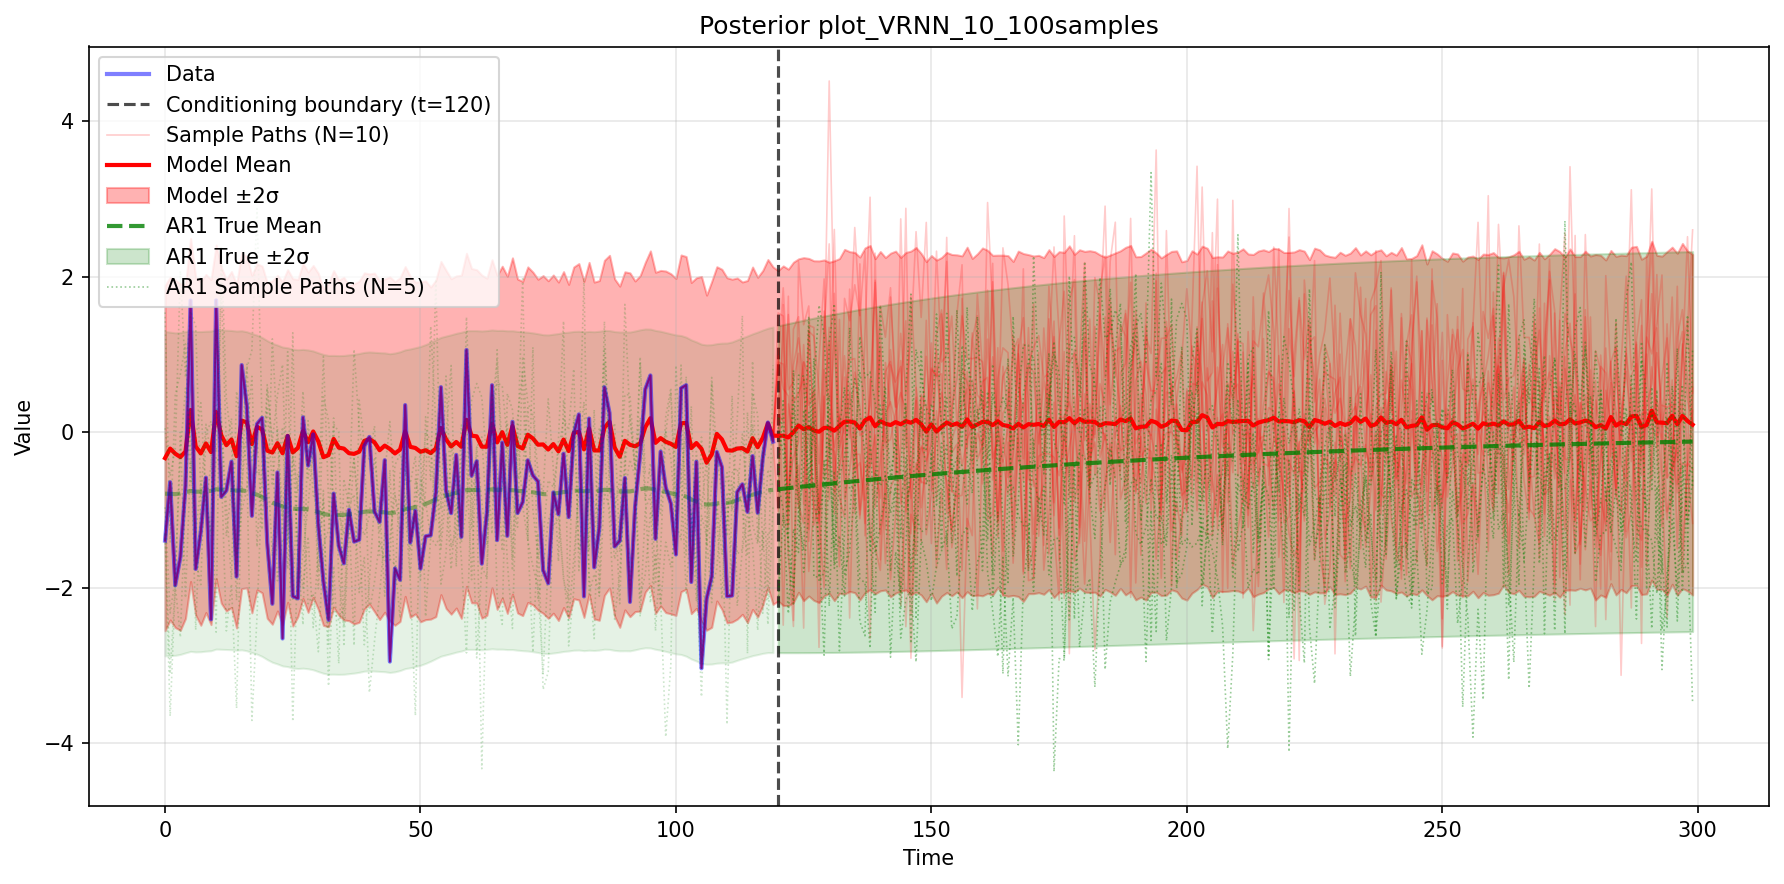 Posterior plot_VRNN_10_100samples
Data
Conditioning boundary (t=120)
Sample Paths (N=10)
Model Mean
Model ±2σ
AR1 True Mean
AR1 True ±2σ
AR1 Sample Paths (N=5)
Value
4
2
0
−2
−4
0 50 100 150 200 250 300
Time